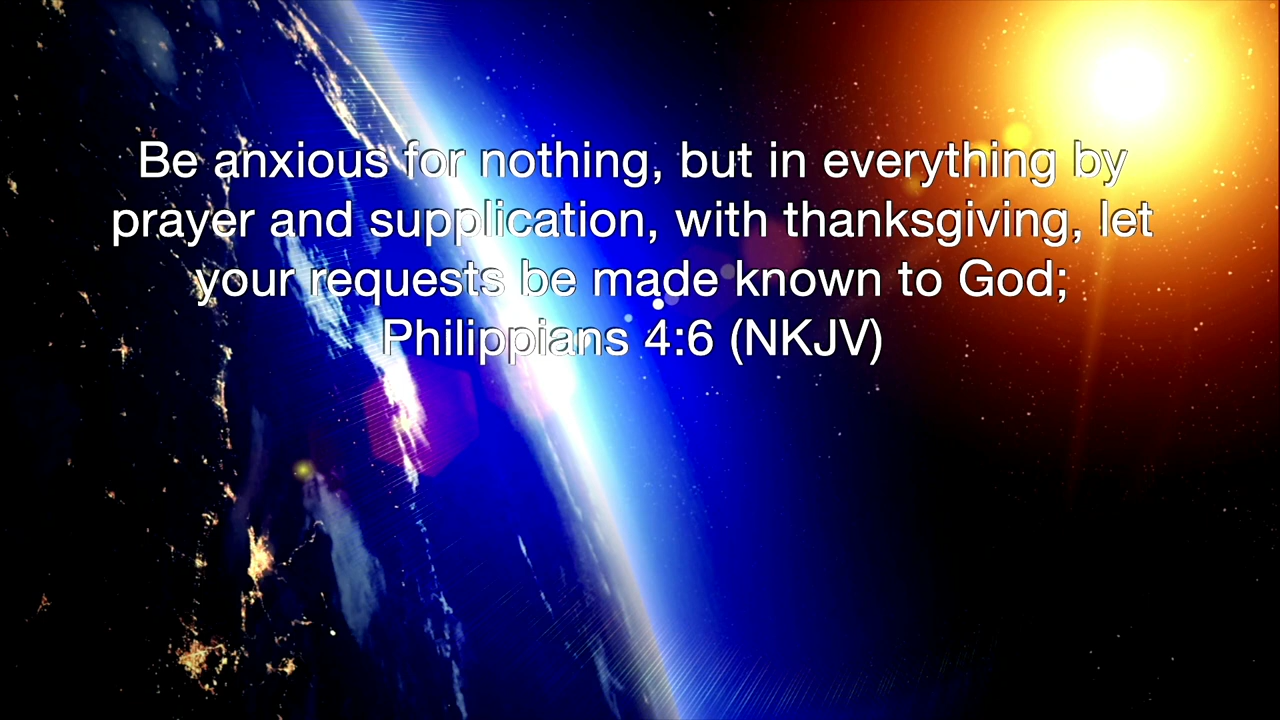 Be anxious for nothing, but in everything by
prayer and supplication, with thanksgiving, let
your requests be made known to God;
Philippians 4:6 (NKJV)